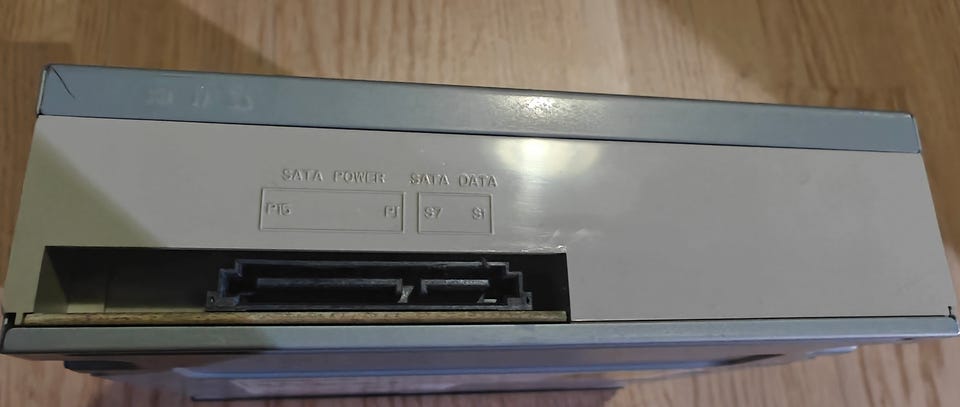 SATA POWER SATA DATA
P15 P1 S7 S1